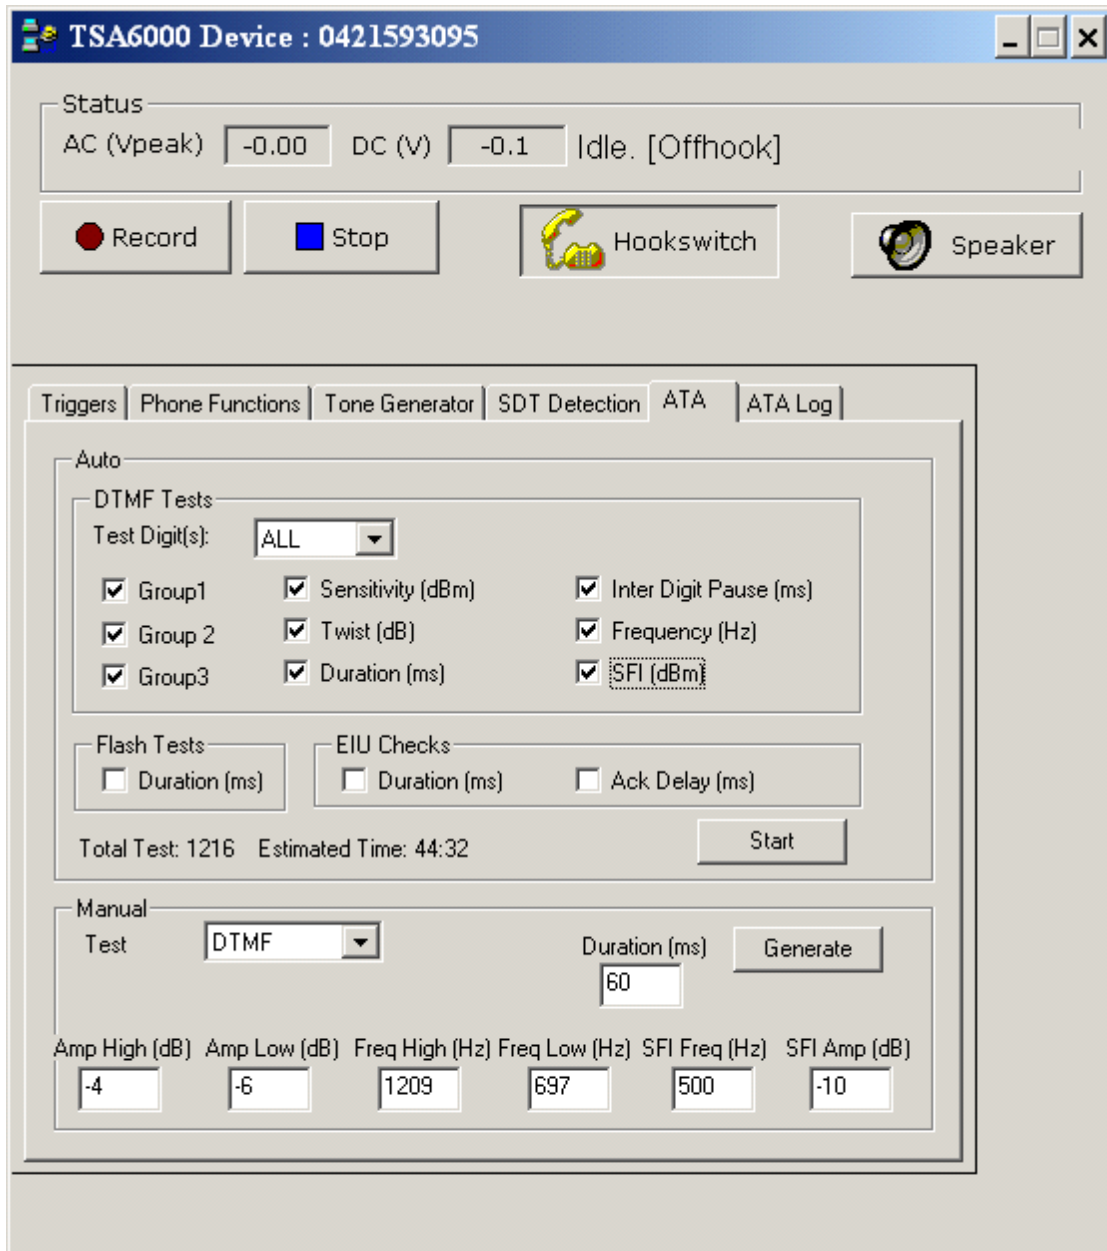 TSA6000 Device : 0421593095
Status
AC (Vpeak) -0.00 DC (V) -0.1 Idle. [Offhook]
Record Stop Hookswitch Speaker
Triggers Phone Functions Tone Generator SDT Detection ATA ATA Log
Auto
DTMF Tests
Test Digit(s): ALL
Group1 Sensitivity (dBm) Inter Digit Pause (ms)
Group 2 Twist (dB) Frequency (Hz)
Group3 Duration (ms) SFI (dBm)
Flash Tests EIU Checks
Duration (ms) Duration (ms) Ack Delay (ms)
Total Test: 1216 Estimated Time: 44:32 Start
Manual
Test DTMF Duration (ms) Generate
60
Amp High (dB) Amp Low (dB) Freq High (Hz) Freq Low (Hz) SFI Freq (Hz) SFI Amp (dB)
-4 -6 1209 697 500 -10